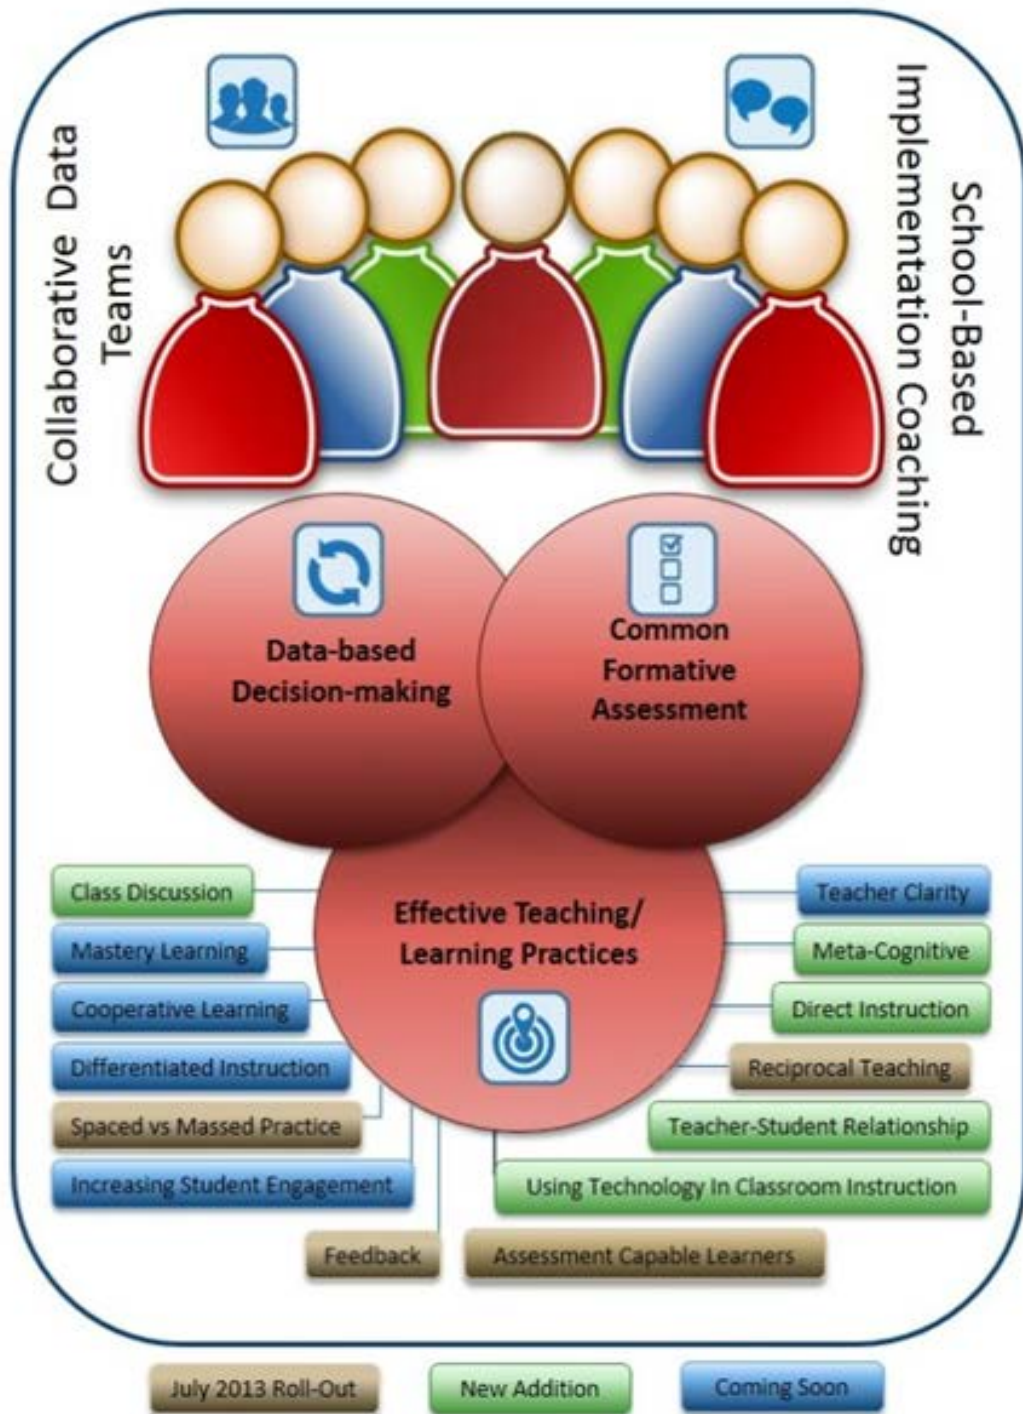 Collaborative Data
Teams
School-Based
Implementation Coaching
Data-based
Decision-making
Common
Formative
Assessment
Effective Teaching/
Learning Practices
Class Discussion
Mastery Learning
Cooperative Learning
Differentiated Instruction
Spaced vs Massed Practice
Increasing Student Engagement
Feedback
Teacher Clarity
Meta-Cognitive
Direct Instruction
Reciprocal Teaching
Teacher-Student Relationship
Using Technology In Classroom Instruction
Assessment Capable Learners
July 2013 Roll-Out
New Addition
Coming Soon